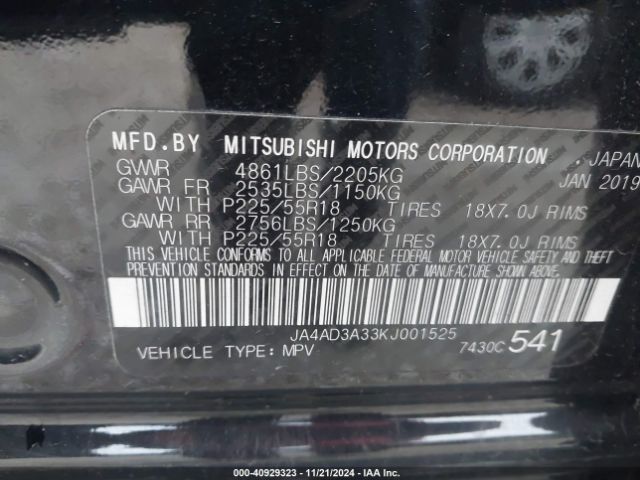 MFD.BY MITSUBISHI MOTORS CORPORATION JAPAN
GVWR 4861LBS/2205KG JAN 2019
GAWR FR 2535LBS/1150KG
WITH P225/55R18 TIRES 18X7.0J RIMS
GAWR RR 2756LBS/1250KG
WITH P225/55R18 TIRES 18X7.0J RIMS
THIS VEHICLE CONFORMS TO ALL APPLICABLE FEDERAL MOTOR VEHICLE SAFETY AND THEFT
PREVENTION STANDARDS IN EFFECT ON THE DATE OF MANUFACTURE SHOWN ABOVE.
JA4AD3A33KJ001525
VEHICLE TYPE: MPV 7430C 541
000-40929323 - 11/21/2024 - IAA Inc.